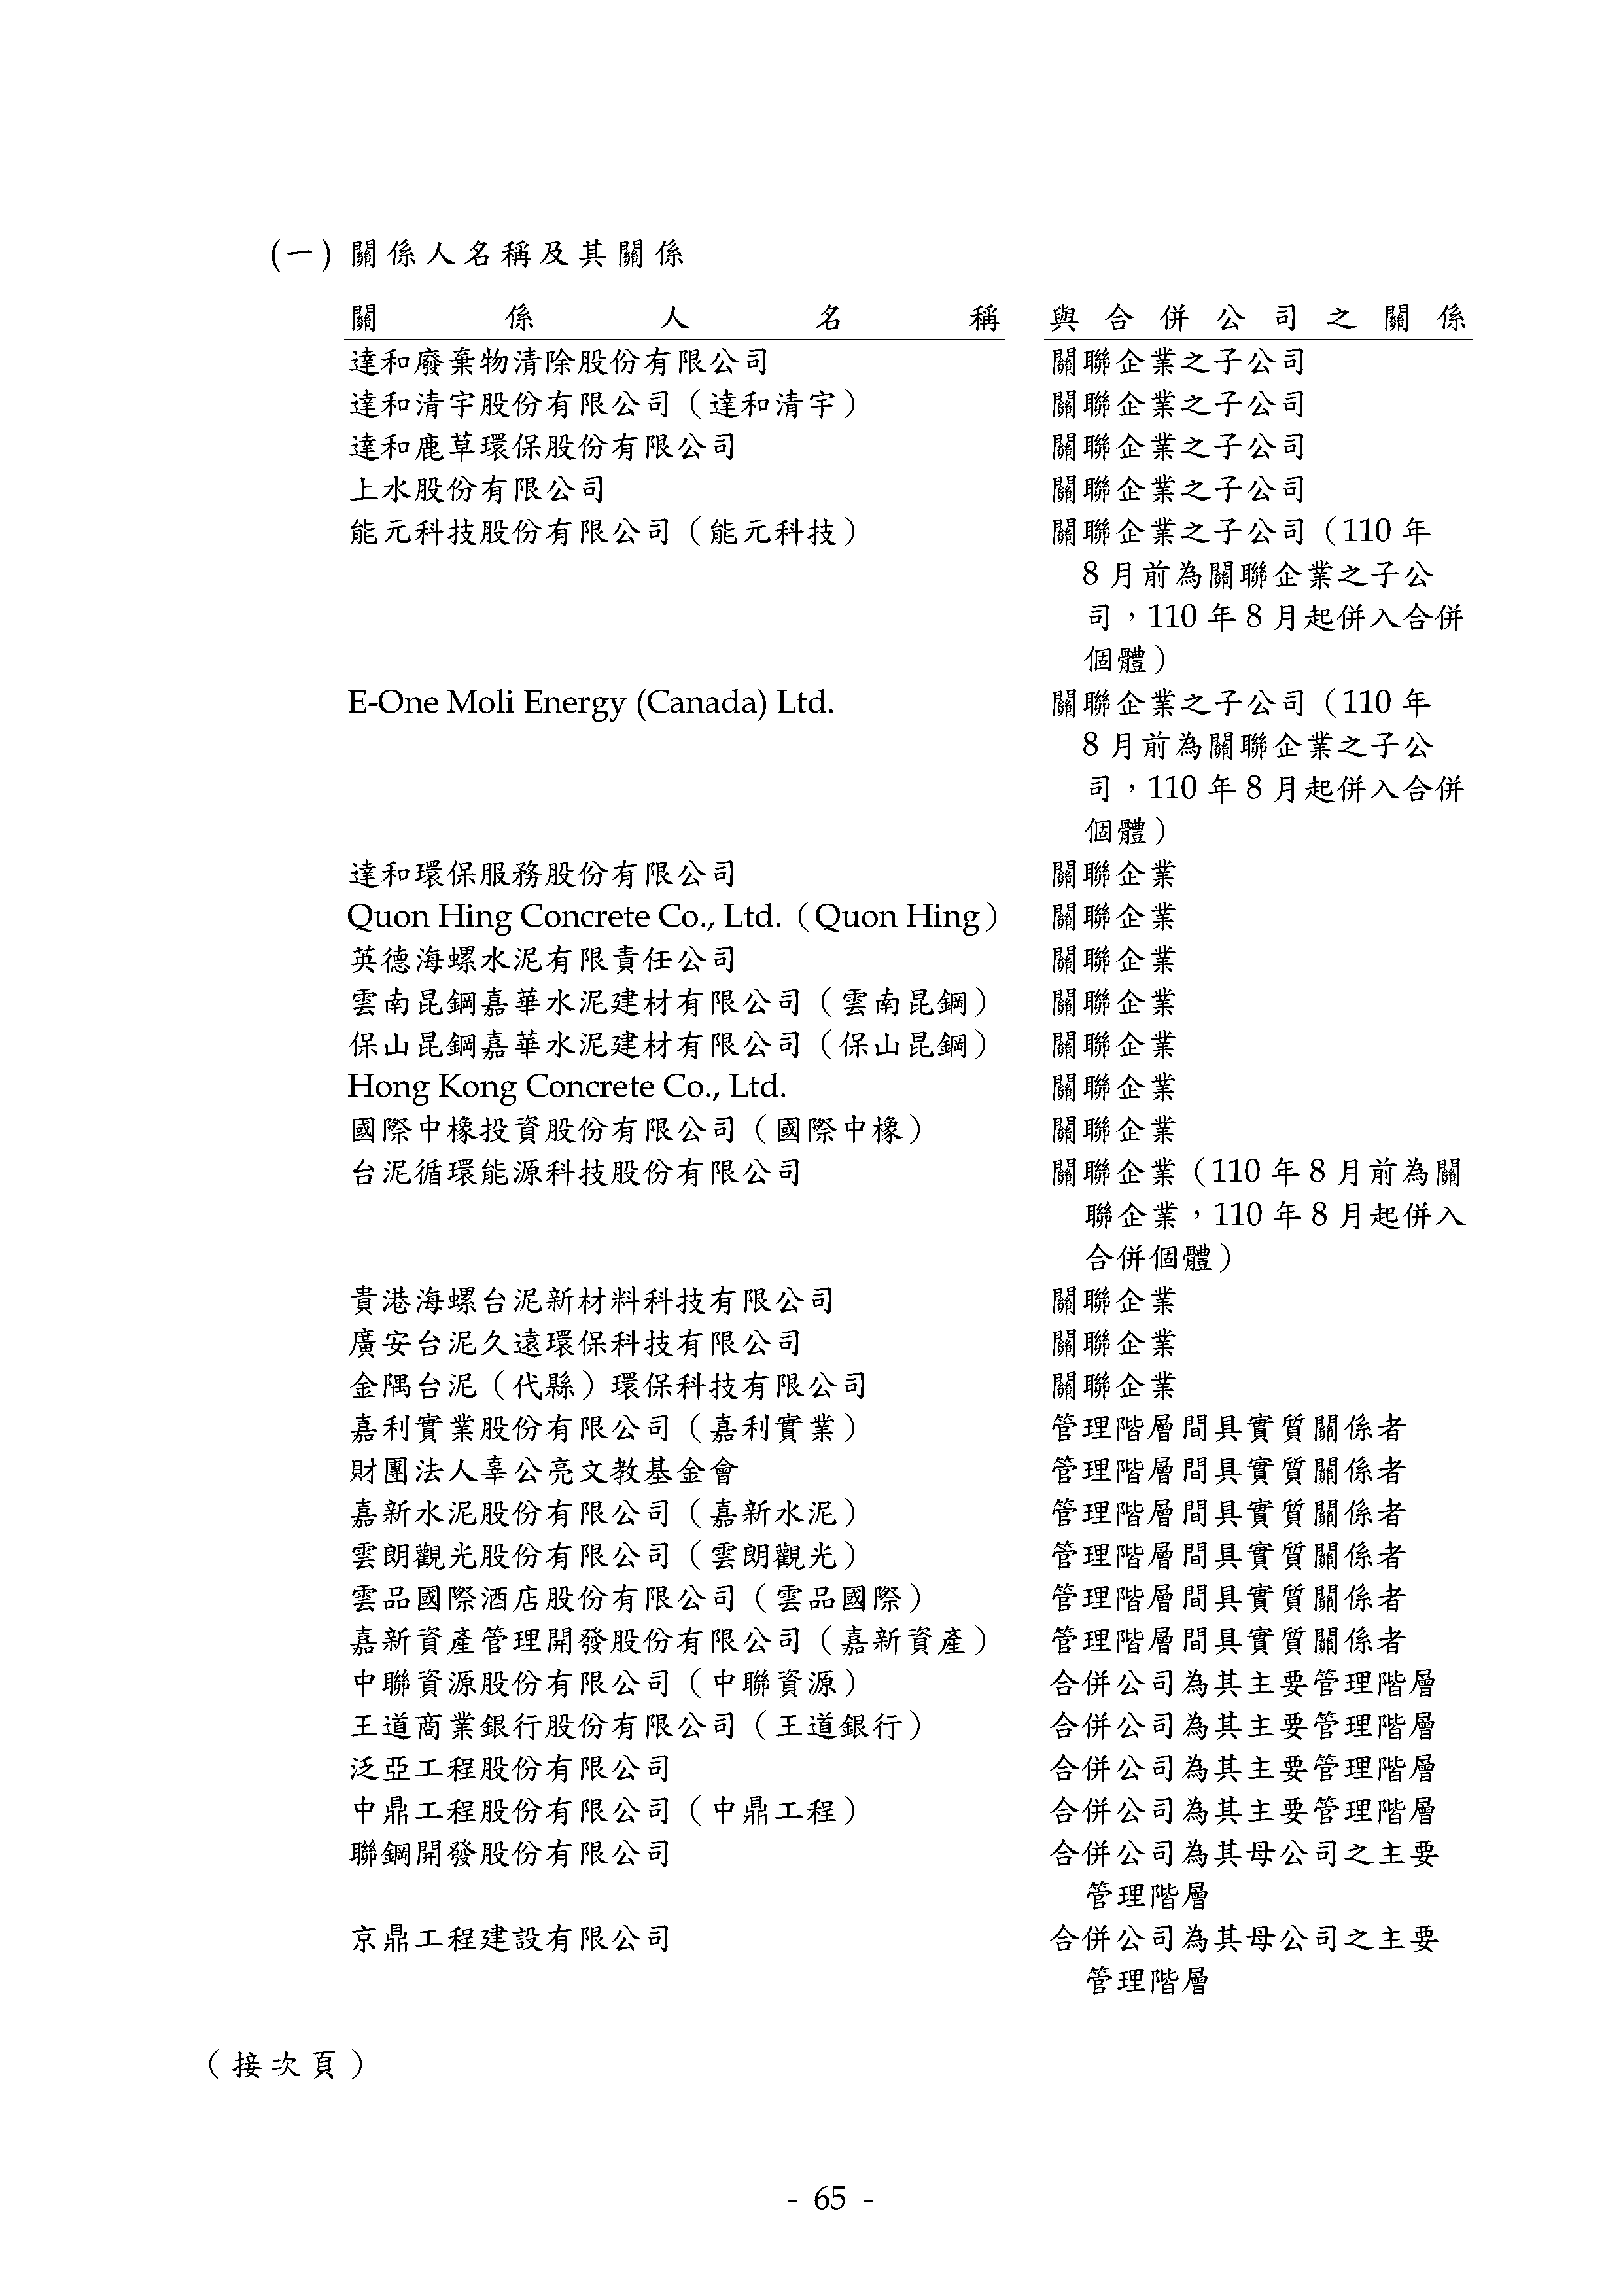 (一) 關係人名稱及其關係
關係人名稱 與合併公司之關係
達和廢棄物清除股份有限公司 關聯企業之子公司
達和清宇股份有限公司（達和清宇） 關聯企業之子公司
達和鹿草環保股份有限公司 關聯企業之子公司
上水股份有限公司 關聯企業之子公司
能元科技股份有限公司（能元科技） 關聯企業之子公司（110 年
8 月前為關聯企業之子公
司，110 年 8 月起併入合併
個體）
E-One Moli Energy (Canada) Ltd. 關聯企業之子公司（110 年
8 月前為關聯企業之子公
司，110 年 8 月起併入合併
個體）
達和環保服務股份有限公司 關聯企業
Quon Hing Concrete Co., Ltd.（Quon Hing） 關聯企業
英德海螺水泥有限責任公司 關聯企業
雲南昆鋼嘉華水泥建材有限公司（雲南昆鋼） 關聯企業
保山昆鋼嘉華水泥建材有限公司（保山昆鋼） 關聯企業
Hong Kong Concrete Co., Ltd. 關聯企業
國際中橡投資股份有限公司（國際中橡） 關聯企業
台泥循環能源科技股份有限公司 關聯企業（110 年 8 月前為關
聯企業，110 年 8 月起併入
合併個體）
貴港海螺台泥新材料科技有限公司 關聯企業
廣安台泥久遠環保科技有限公司 關聯企業
金隅台泥（代縣）環保科技有限公司 關聯企業
嘉利實業股份有限公司（嘉利實業） 管理階層間具實質關係者
財團法人辜公亮文教基金會 管理階層間具實質關係者
嘉新水泥股份有限公司（嘉新水泥） 管理階層間具實質關係者
雲朗觀光股份有限公司（雲朗觀光） 管理階層間具實質關係者
雲品國際酒店股份有限公司（雲品國際） 管理階層間具實質關係者
嘉新資產管理開發股份有限公司（嘉新資產） 管理階層間具實質關係者
中聯資源股份有限公司（中聯資源） 合併公司為其主要管理階層
王道商業銀行股份有限公司（王道銀行） 合併公司為其主要管理階層
泛亞工程股份有限公司 合併公司為其主要管理階層
中鼎工程股份有限公司（中鼎工程） 合併公司為其主要管理階層
聯鋼開發股份有限公司 合併公司為其母公司之主要
管理階層
京鼎工程建設有限公司 合併公司為其母公司之主要
管理階層
（接次頁）
- 65 -